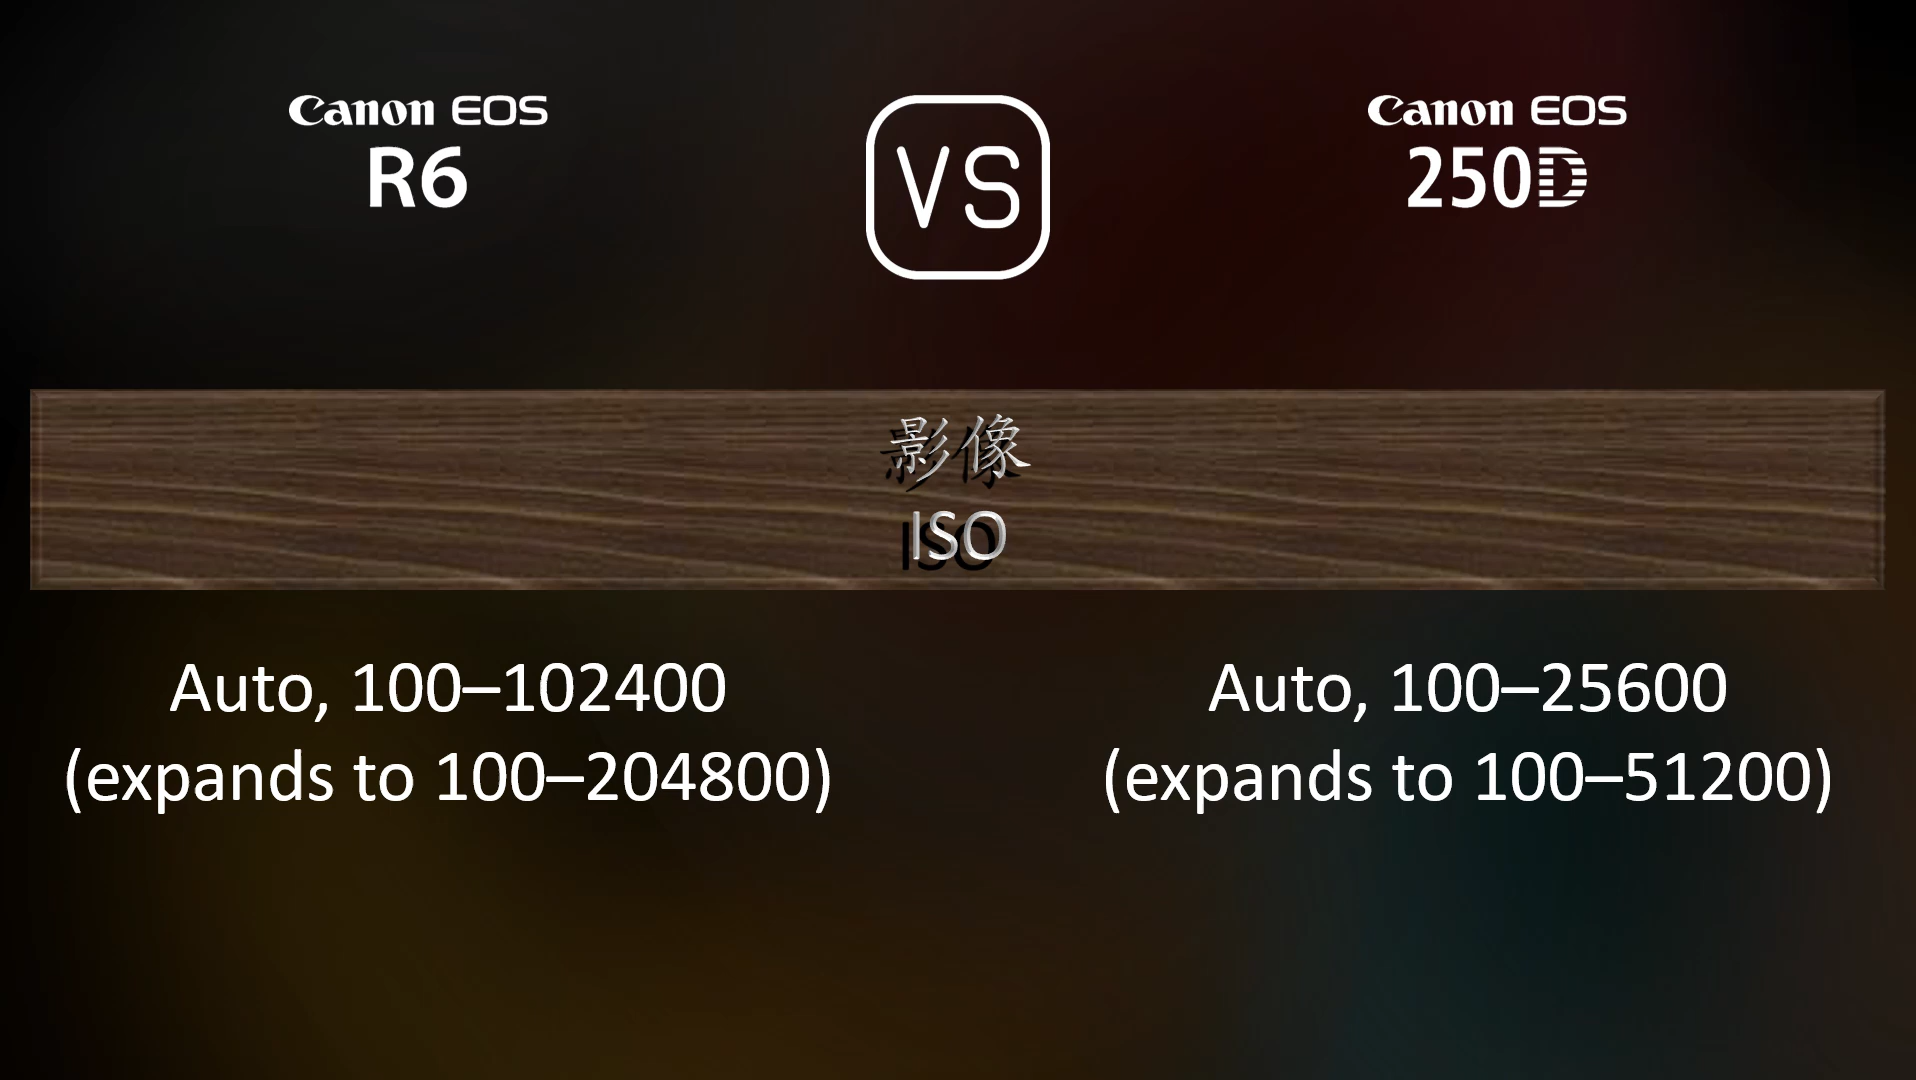 Canon EOS
R6
VS
Canon EOS
250D
影像
ISO
Auto, 100–102400
(expands to 100–204800)
Auto, 100–25600
(expands to 100–51200)